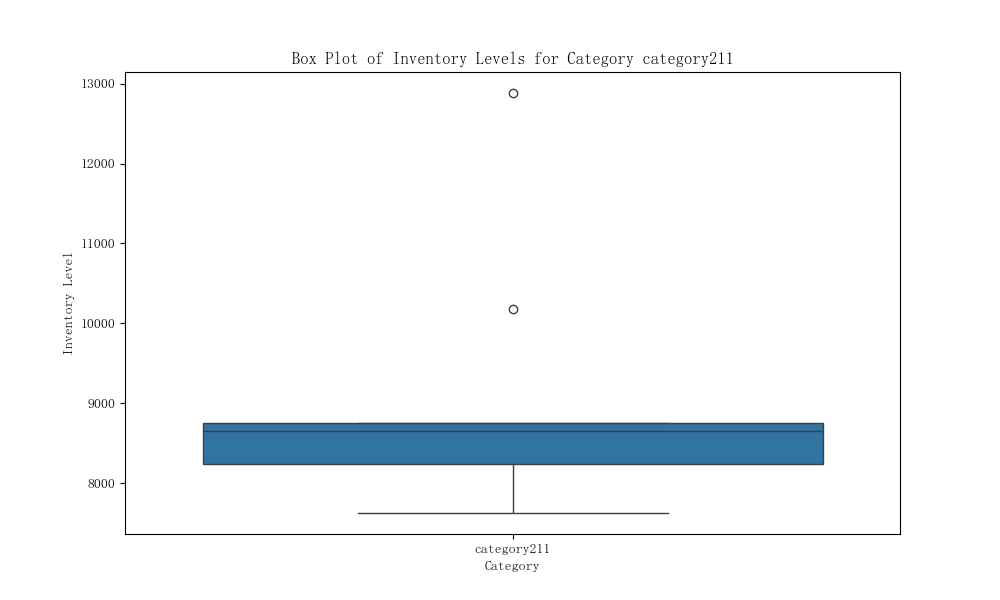 Box Plot of Inventory Levels for Category category211
13000
12000
11000
10000
9000
8000
Inventory Level
category211
Category